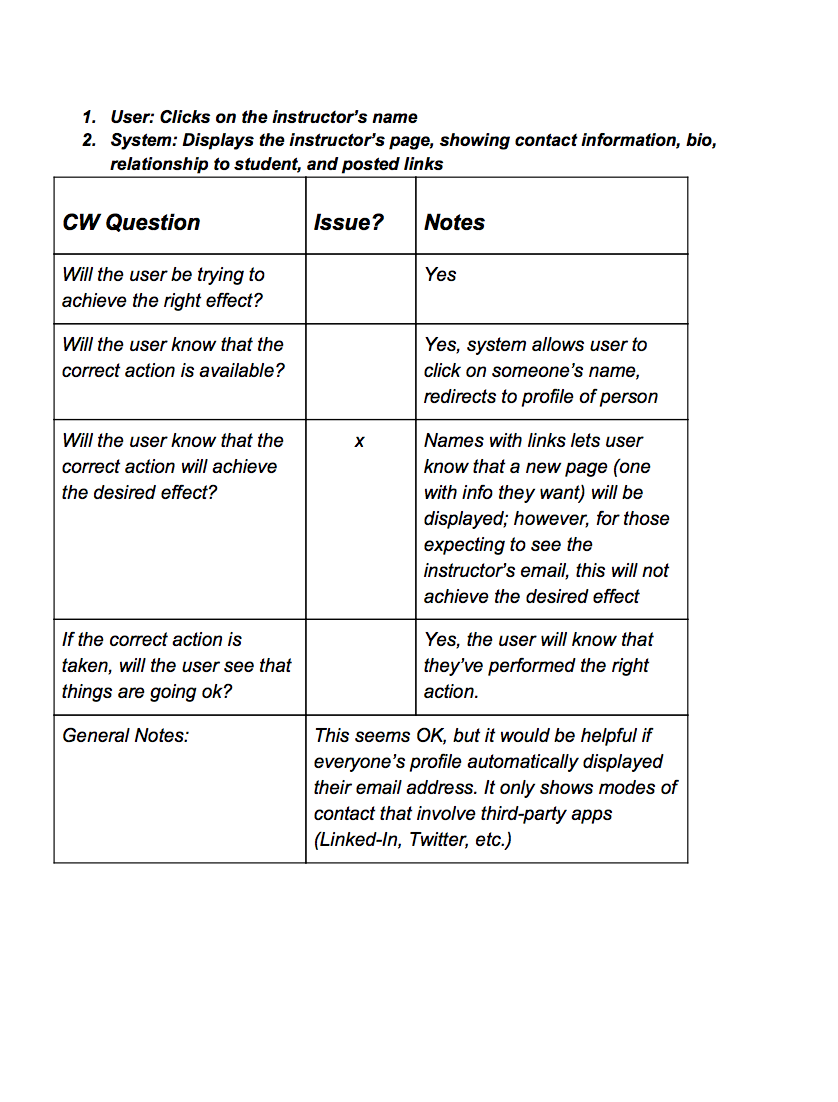 1. User: Clicks on the instructor's name
2. System: Displays the instructor's page, showing contact information, bio,
relationship to student, and posted links
CW Question
Issue?
Notes
Will the user be trying to
achieve the right effect?
Yes
Will the user know that the
correct action is available?
Yes, system allows user to
click on someone's name,
redirects to profile of person
Will the user know that the
correct action will achieve
the desired effect?
x
Names with links lets user
know that a new page (one
with info they want) will be
displayed; however, for those
expecting to see the
instructor's email, this will not
achieve the desired effect
If the correct action is
taken, will the user see that
things are going ok?
Yes, the user will know that
they've performed the right
action.
General Notes:
This seems OK, but it would be helpful if
everyone's profile automatically displayed
their email address. It only shows modes of
contact that involve third-party apps
(Linked-In, Twitter, etc.)